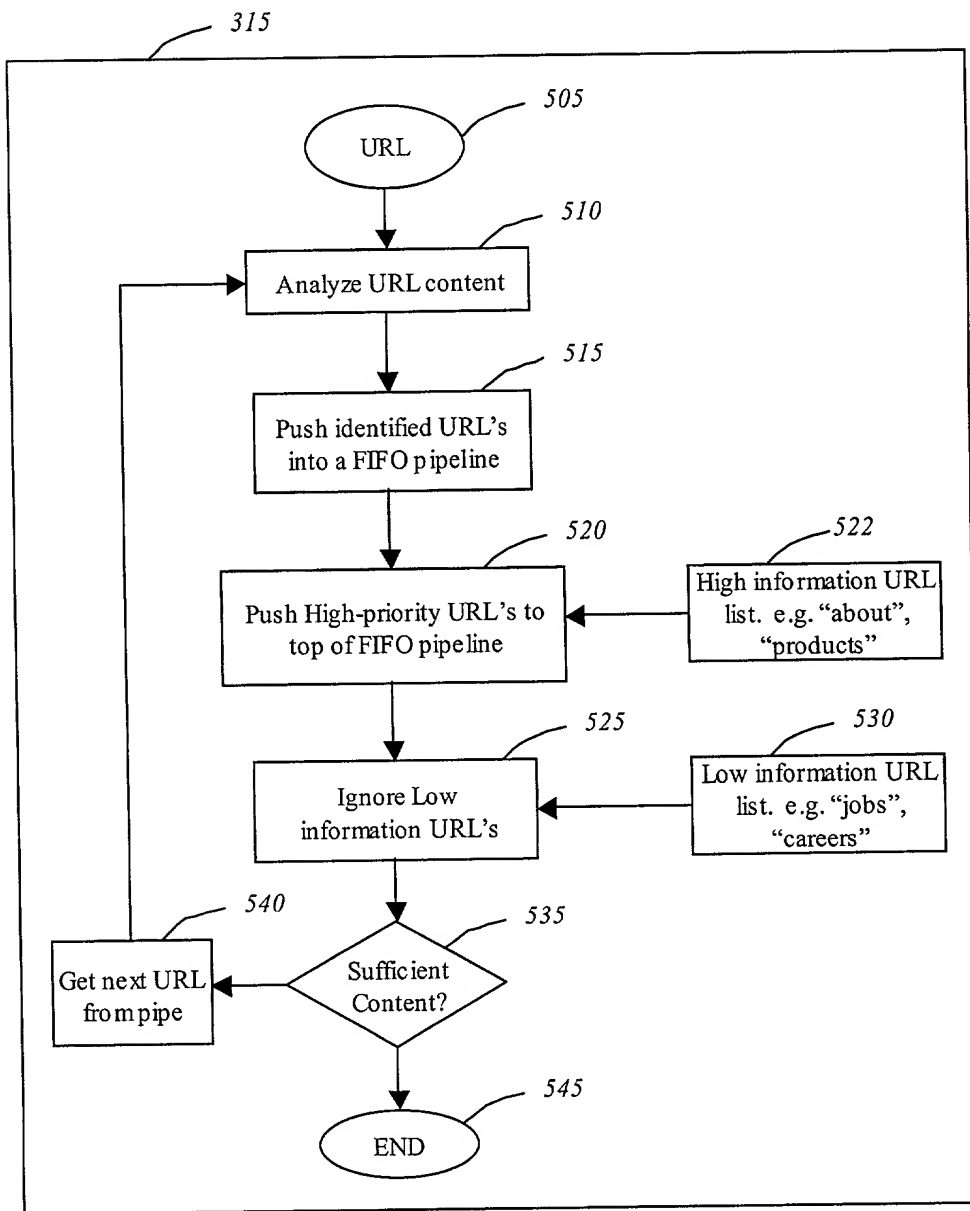 315
505
URL
510
Analyze URL content
515
Push identified URL's
into a FIFO pipeline
520
Push High-priority URL's to
top of FIFO pipeline
522
High information URL
list. e.g. “about”,
“products”
525
Ignore Low
information URL's
530
Low information URL
list. e.g. “jobs”,
“careers”
535
Sufficient
Content?
540
Get next URL
from pipe
545
END